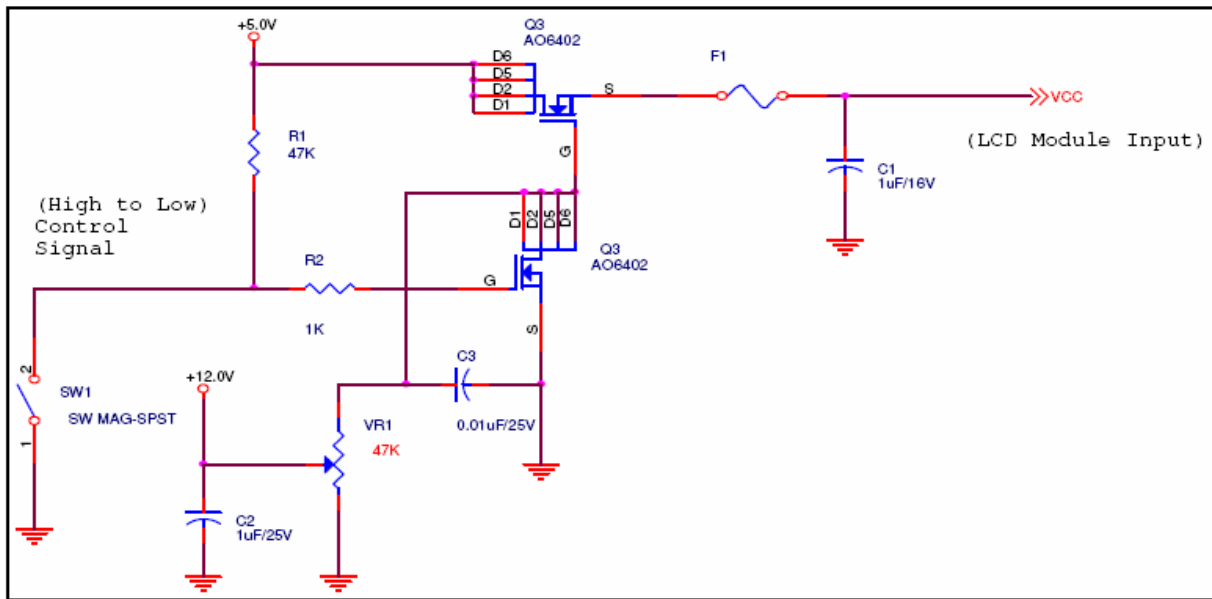 +5.0V
Q3
AO6402
D6
D5
D2
D1
S
G
F1
VCC
(LCD Module Input)
C1
1uF/16V
R1
47K
(High to Low)
Control
Signal
R2
1K
D1
D2
D5
D6
Q3
AO6402
G
S
C3
0.01uF/25V
+12.0V
2
SW1
SW MAG-SPST
1
VR1
47K
C2
1uF/25V